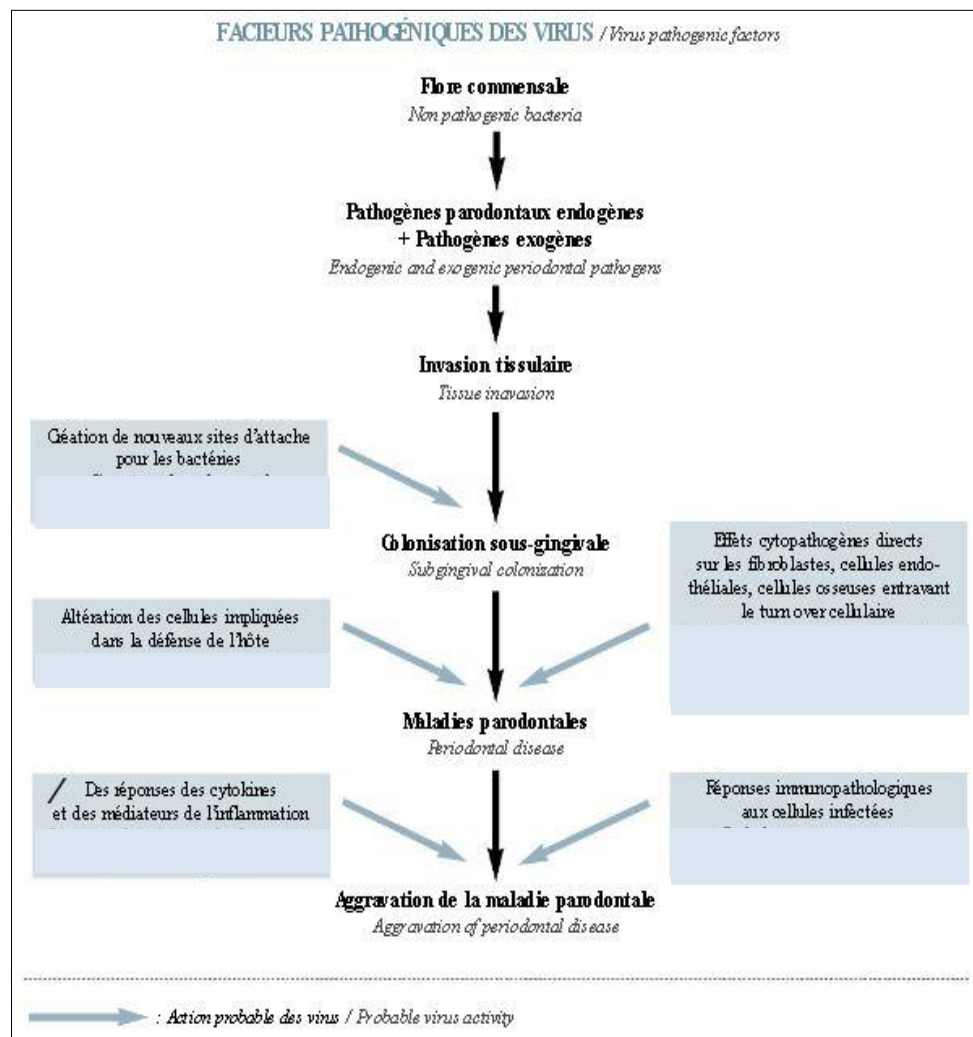 FACTEURS PATHOGÉNIQUES DES VIRUS / Virus pathogenic factors
Flore commensale
Non pathogenic bacteria
Pathogènes parodontaux endogènes
+ Pathogènes exogènes
Endogenic and exogenic periodontal pathogens
Invasion tissulaire
Tissue inavasion
Création de nouveaux sites d'attache
pour les bactéries
Colonisation sous-gingivale
Subgingival colonization
Effets cytopathogènes directs
sur les fibroblastes, cellules endo-
théliales, cellules osseuses entravant
le turn over cellulaire
Altération des cellules impliquées
dans la défense de l'hôte
Maladies parodontales
Periodontal disease
/ Des réponses des cytokines
et des médiateurs de l'inflammation
Réponses immunopathologiques
aux cellules infectées
Aggravation de la maladie parodontale
Aggravation of periodontal disease
: Action probable des virus / Probable virus activity